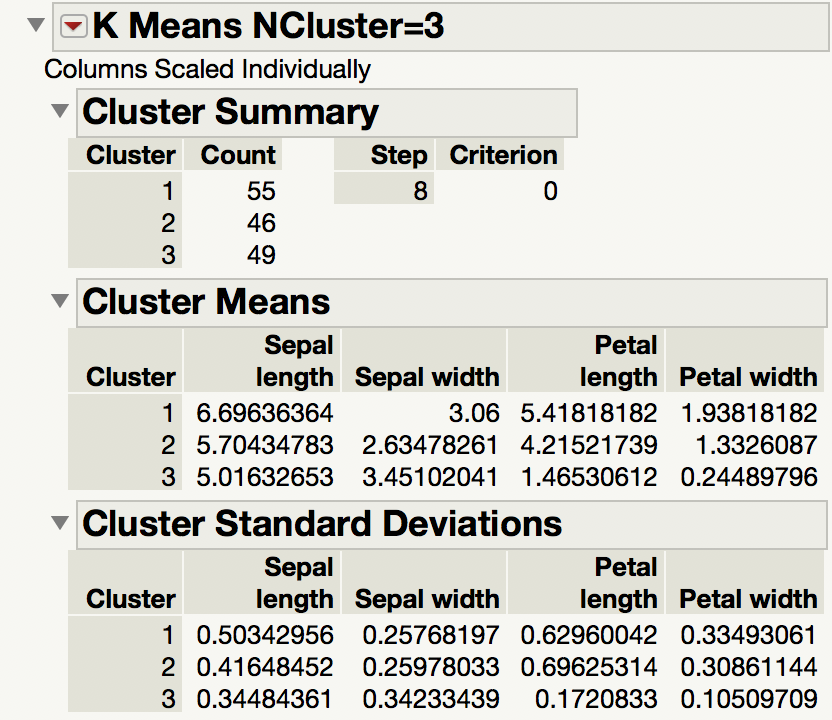 K Means NCluster=3
Columns Scaled Individually
Cluster Summary
Cluster Count Step Criterion
1 55 8 0
2 46
3 49
Cluster Means
Sepal Petal
Cluster length Sepal width length Petal width
1 6.69636364 3.06 5.41818182 1.93818182
2 5.70434783 2.63478261 4.21521739 1.3326087
3 5.01632653 3.45102041 1.46530612 0.24489796
Cluster Standard Deviations
Sepal Petal
Cluster length Sepal width length Petal width
1 0.50342956 0.25768197 0.62960042 0.33493061
2 0.41648452 0.25978033 0.69625314 0.30861144
3 0.34484361 0.34233439 0.1720833 0.10509709